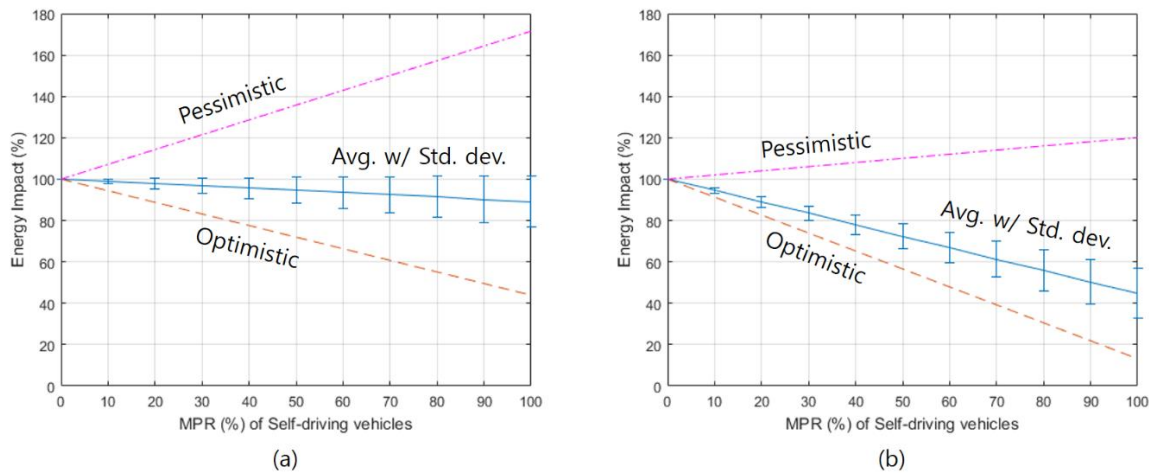 180
160
140
120
100
80
60
40
20
0
Energy Impact (%)
Pessimistic
Avg. w/ Std. dev.
Optimistic
0 10 20 30 40 50 60 70 80 90 100
MPR (%) of Self-driving vehicles
(a)
180
160
140
120
100
80
60
40
20
0
Energy Impact (%)
Pessimistic
Avg. w/ Std. dev.
Optimistic
0 10 20 30 40 50 60 70 80 90 100
MPR (%) of Self-driving vehicles
(b)